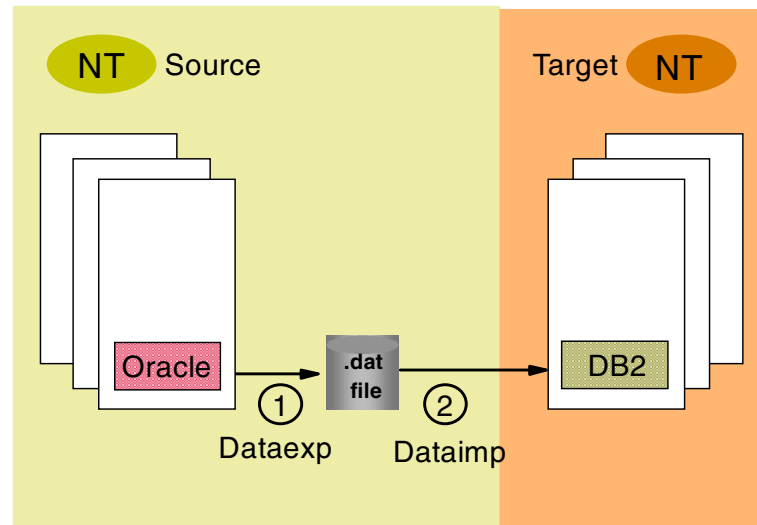 NT Source
Target NT
Oracle
.dat
file
DB2
1
2
Dataexp
Dataimp